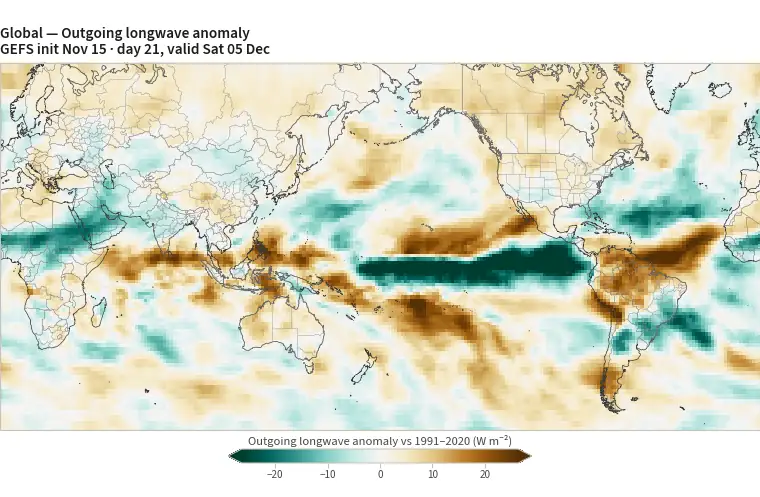 Global — Outgoing longwave anomaly
GEFS init Nov 15 · day 21, valid Sat 05 Dec
Outgoing longwave anomaly vs 1991–2020 (W m⁻²)
−20 −10 0 10 20